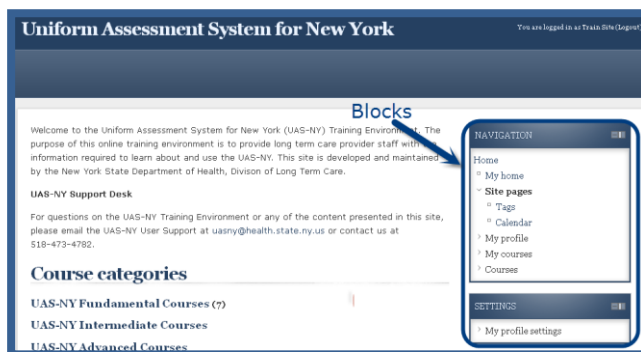 Uniform Assessment System for New York
You are logged in as Train Site (Logout)
Blocks
Welcome to the Uniform Assessment System for New York (UAS-NY) Training Environment. The
purpose of this online training environment is to provide long term care provider staff with the
information required to learn about and use the UAS-NY. This site is developed and maintained
by the New York State Department of Health, Divison of Long Term Care.
UAS-NY Support Desk
For questions on the UAS-NY Training Environment or any of the content presented in this site,
please email the UAS-NY User Support at uasny@health.state.ny.us or contact us at
518-473-4782.
Course categories
UAS-NY Fundamental Courses (7)
UAS-NY Intermediate Courses
UAS-NY Advanced Courses
NAVIGATION
Home
My home
Site pages
Tags
Calendar
My profile
My courses
Courses
SETTINGS
My profile settings